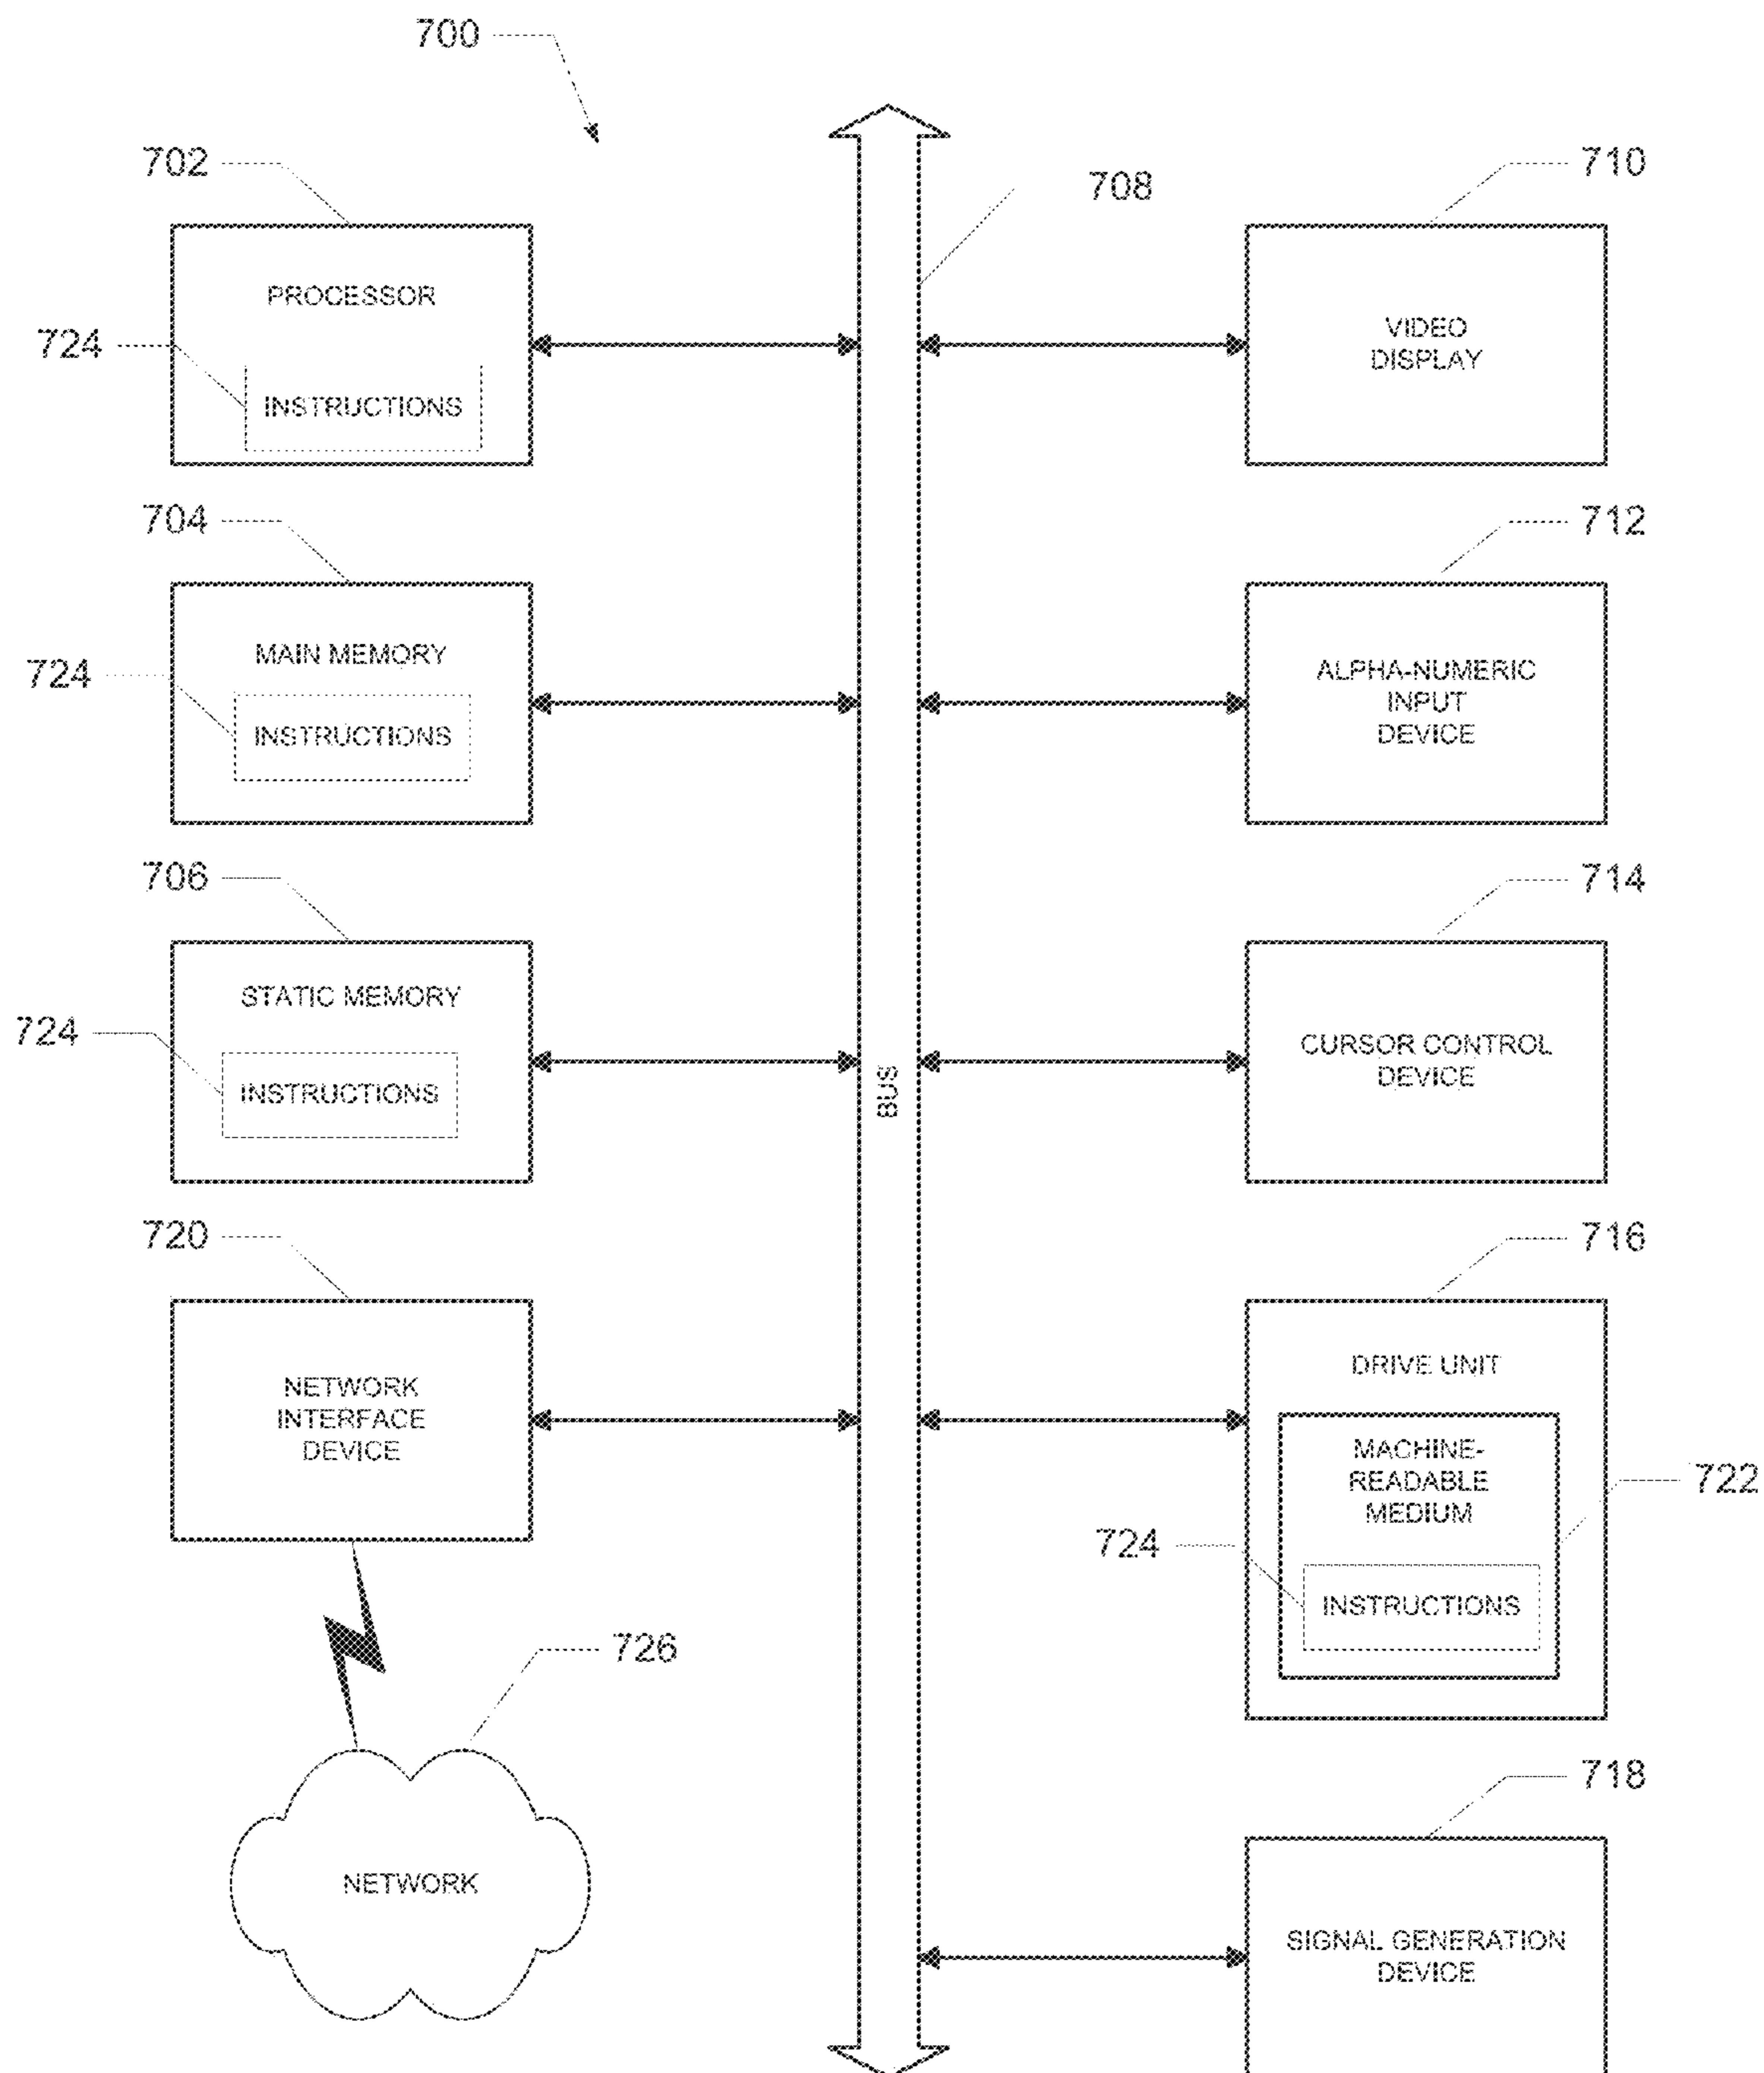 700
702
708
710
PROCESSOR
724
INSTRUCTIONS
VIDEO
DISPLAY
704
712
MAIN MEMORY
724
INSTRUCTIONS
ALPHA-NUMERIC
INPUT
DEVICE
706
714
STATIC MEMORY
724
INSTRUCTIONS
BUS
CURSOR CONTROL
DEVICE
720
716
NETWORK
INTERFACE
DEVICE
DRIVE UNIT
MACHINE-
READABLE
MEDIUM
722
724
INSTRUCTIONS
726
NETWORK
718
SIGNAL GENERATION
DEVICE